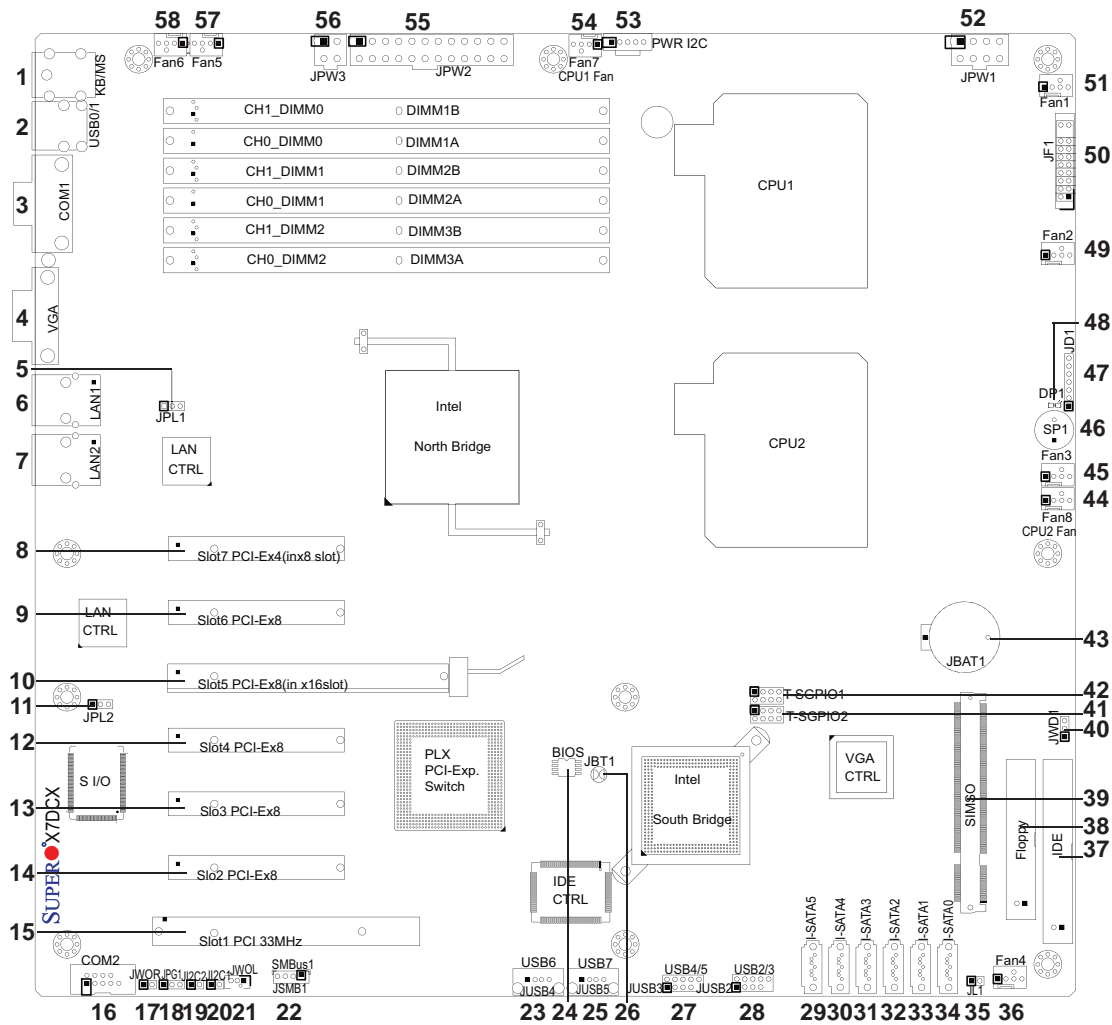 58 57 56 55 54 53 52
Fan6 Fan5 JPW3 JPW2 Fan7 PWR I2C JPW1
CPU1 Fan
1 KB/MS
51 Fan1
2 USB0/1
CH1_DIMM0 DIMM1B
CH0_DIMM0 DIMM1A
CH1_DIMM1 DIMM2B
CH0_DIMM1 DIMM2A
CH1_DIMM2 DIMM3B
CH0_DIMM2 DIMM3A
CPU1
JF1 50
3 COM1
Fan2 49
4 VGA
48
JD1 47
5
JPL1
6 LAN1
DP1
SP1 46
7 LAN2
LAN
CTRL
Intel
North Bridge
CPU2
Fan3 45
44
Fan8
CPU2 Fan
8 Slot7 PCI-Ex4(inx8 slot)
9 LAN
CTRL
Slot6 PCI-Ex8
JBAT1 43
10 Slot5 PCI-Ex8(in x16slot)
11 JPL2
T-SGPIO1 42
T-SGPIO2 41
JWD1 40
12 Slot4 PCI-Ex8
S I/O
PLX
PCI-Exp.
Switch
BIOS
JBT1
Intel
South Bridge
VGA
CTRL
13 Slo3 PCI-Ex8
SIMSO 39
Floppy 38
IDE 37
SUPER X7DCX
14 Slo2 PCI-Ex8
IDE
CTRL
15 Slot1 PCI 33MHz
I-SATA5 I-SATA4 I-SATA3 I-SATA2 I-SATA1 I-SATA0
COM2 JWOR JPG1 JI2C2 JI2C1 JWOL SMBus1
JSMB1
USB6 USB7 USB4/5 USB2/3
JUSB4 JUSB5 JUSB3 JUSB2
JL1 Fan4
16 17 18 19 20 21 22 23 24 25 26 27 28 29 30 31 32 33 34 35 36